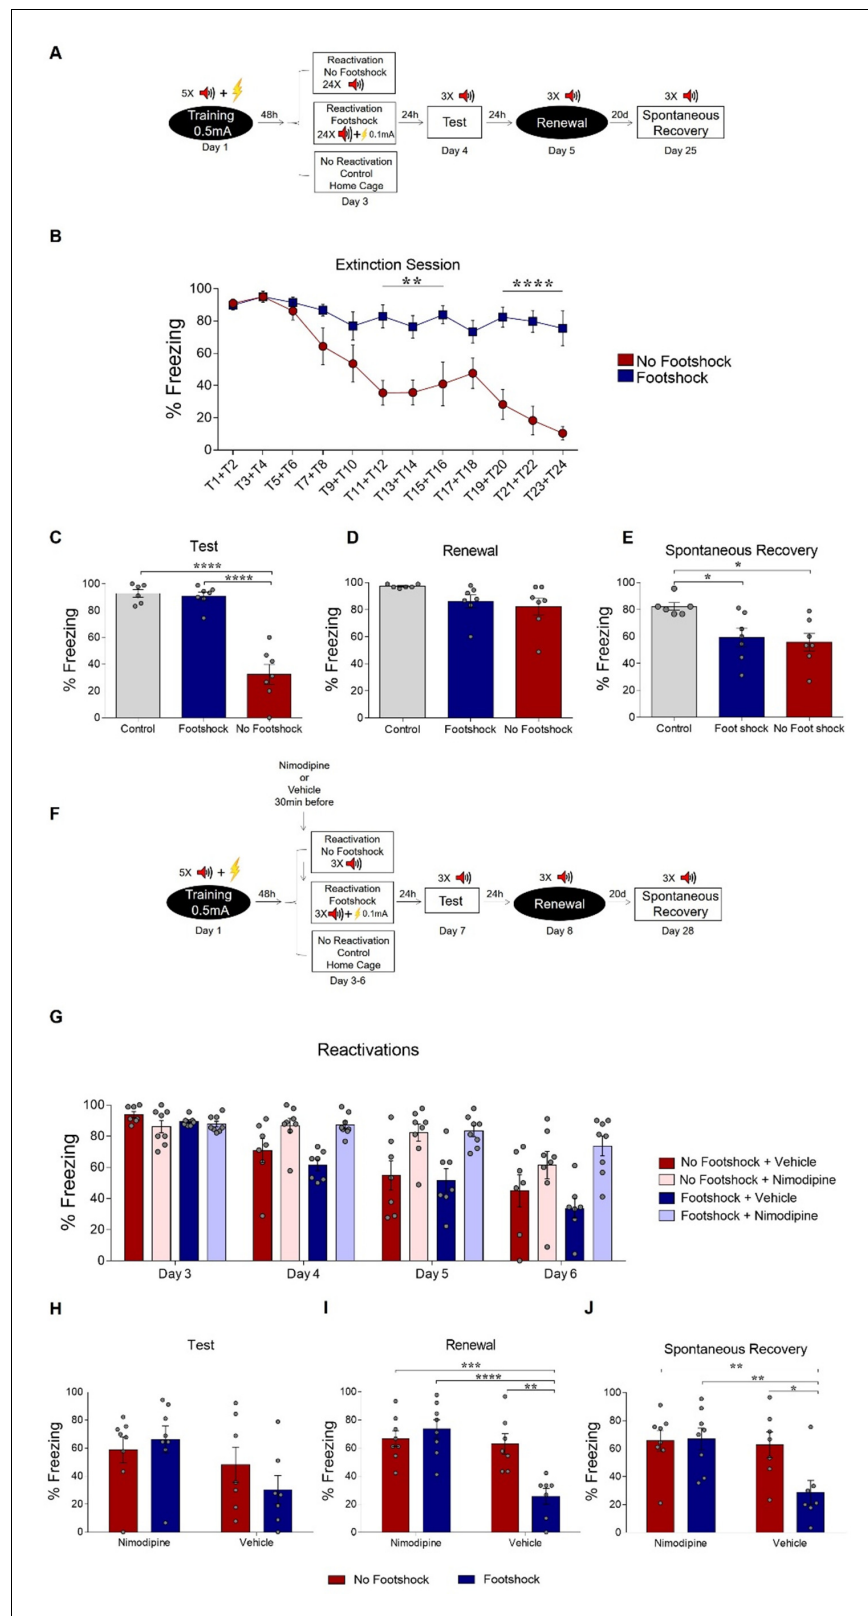 A
5X + 
Training
0.5mA
Day 1
48h
Reactivation
No Footshock
24X
Reactivation
Footshock
24X + 0.1mA
No Reactivation
Control
Home Cage
Day 3
24h
3X
Test
Day 4
24h
3X
Renewal
Day 5
20d
3X
Spontaneous
Recovery
Day 25
B
Extinction Session
** ****
% Freezing
100
80
60
40
20
0
T1+T2 T3+T4 T5+T6 T7+T8 T9+T10 T11+T12 T13+T14 T15+T16 T17+T18 T19+T20 T21+T22 T23+T24
No Footshock
Footshock
C
Test
****
****
% Freezing
100
80
60
40
20
0
Control Footshock No Footshock
D
Renewal
% Freezing
100
80
60
40
20
0
Control Footshock No Footshock
E
Spontaneous Recovery
*
*
% Freezing
100
80
60
40
20
0
Control Foot shock No Foot shock
Nimodipine
or
Vehicle
30min before
F
5X +
Training
0.5mA
Day 1
48h
Reactivation
No Footshock
3X
Reactivation
Footshock
3X + 0.1mA
No Reactivation
Control
Home Cage
Day 3-6
24h
3X
Test
Day 7
24h
3X
Renewal
Day 8
20d
3X
Spontaneous
Recovery
Day 28
G
Reactivations
% Freezing
100
80
60
40
20
0
Day 3 Day 4 Day 5 Day 6
No Footshock + Vehicle
No Footshock + Nimodipine
Footshock + Vehicle
Footshock + Nimodipine
H
Test
% Freezing
100
80
60
40
20
0
Nimodipine Vehicle
I
Renewal
***
****
**
% Freezing
100
80
60
40
20
0
Nimodipine Vehicle
J
Spontaneous Recovery
**
**
*
% Freezing
100
80
60
40
20
0
Nimodipine Vehicle
No Footshock Footshock